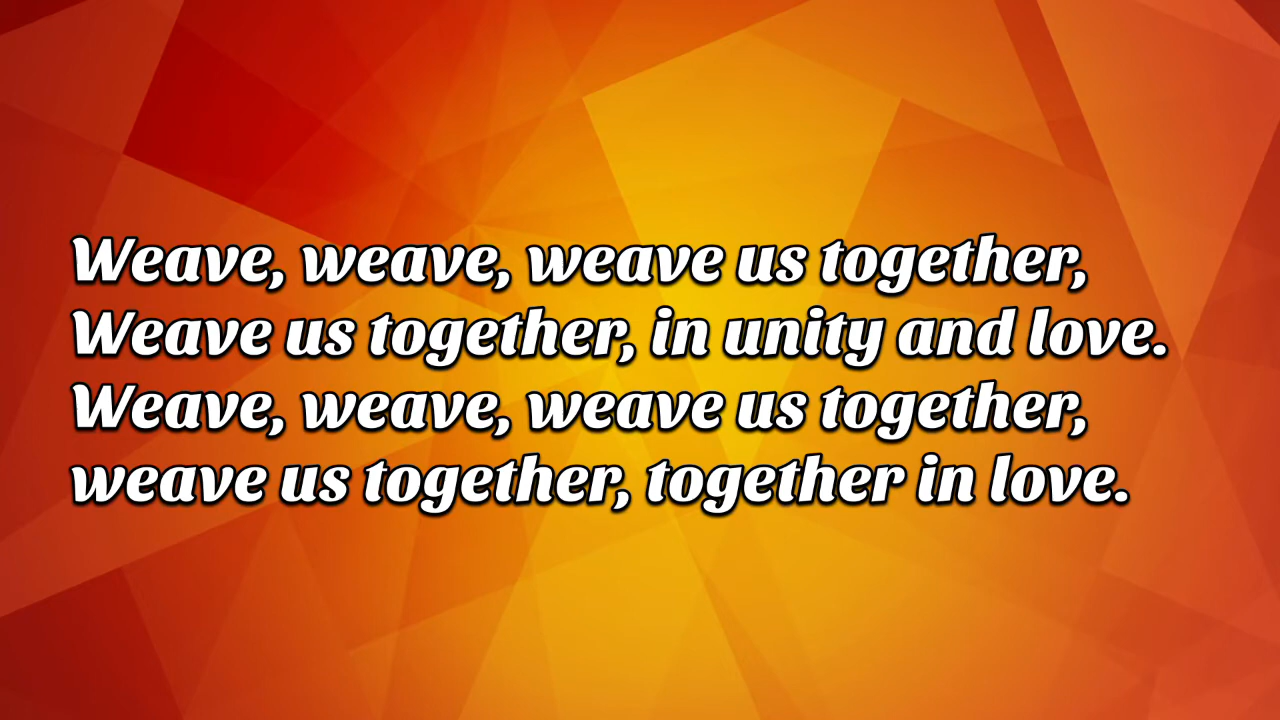 Weave, weave, weave us together,
Weave us together, in unity and love.
Weave, weave, weave us together,
weave us together, together in love.